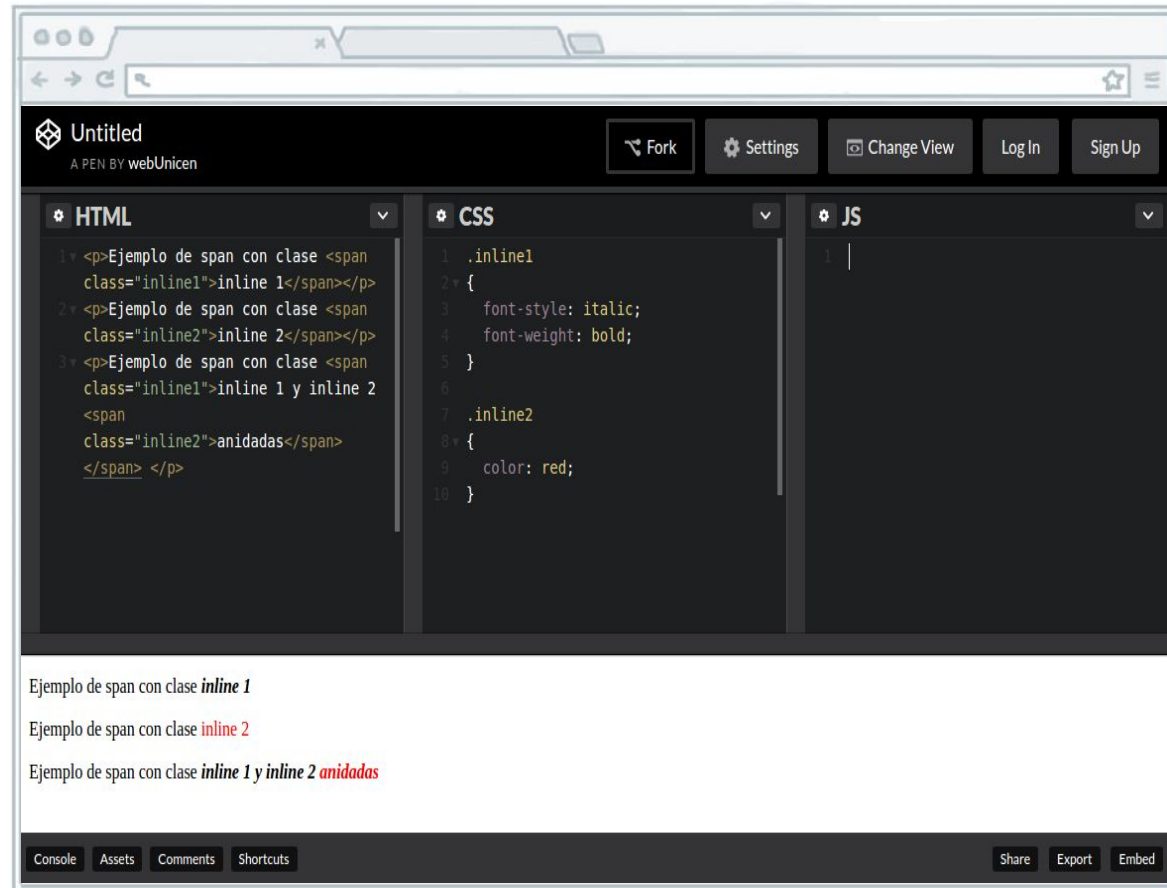 Untitled
A PEN BY webUnicen
Fork
Settings
Change View
Log In
Sign Up
HTML
1 <p>Ejemplo de span con clase <span
class="inline1">inline 1</span></p>
2 <p>Ejemplo de span con clase <span
class="inline2">inline 2</span></p>
3 <p>Ejemplo de span con clase <span
class="inline1">inline 1 y inline 2
<span
class="inline2">anidadas</span>
</span> </p>
CSS
1 .inline1
2 {
3 font-style: italic;
4 font-weight: bold;
5 }
6
7 .inline2
8 {
9 color: red;
10 }
JS
1
Ejemplo de span con clase inline 1
Ejemplo de span con clase inline 2
Ejemplo de span con clase inline 1 y inline 2 anidadas
Console Assets Comments Shortcuts
Share Export Embed